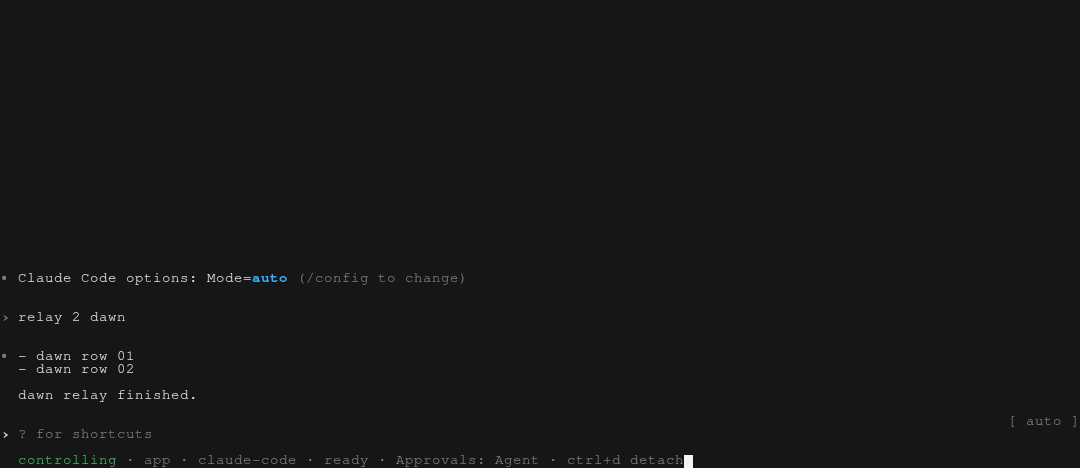 • Claude Code options: Mode=auto (/config to change)
› relay 2 dawn
• - dawn row 01
- dawn row 02
dawn relay finished.
[ auto ]
› ? for shortcuts
controlling · app · claude-code · ready · Approvals: Agent · ctrl+d detach